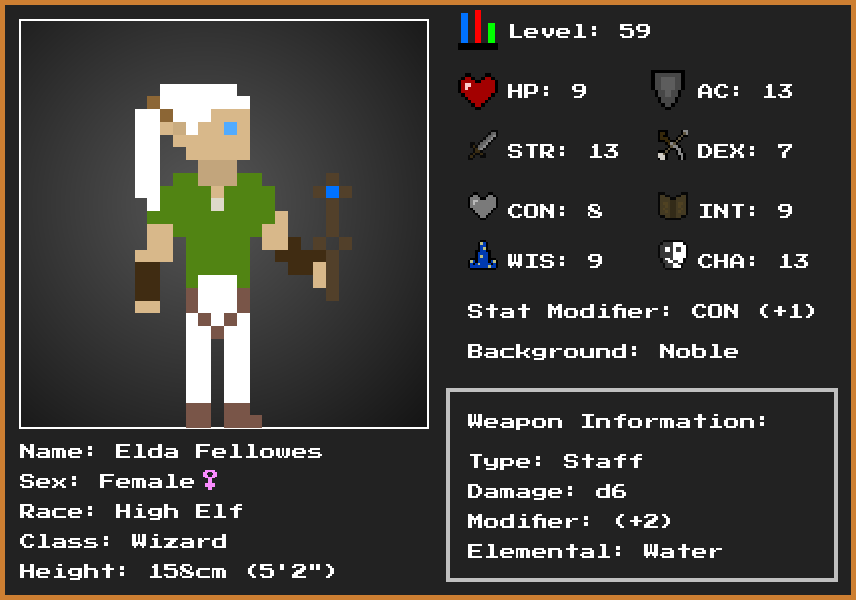 Level: 59
HP: 9
AC: 13
STR: 13
DEX: 7
CON: 8
INT: 9
WIS: 9
CHA: 13
Stat Modifier: CON (+1)
Background: Noble
Weapon Information:
Type: Staff
Damage: d6
Modifier: (+2)
Elemental: Water
Name: Elda Fellowes
Sex: Female♀
Race: High Elf
Class: Wizard
Height: 158cm (5'2")